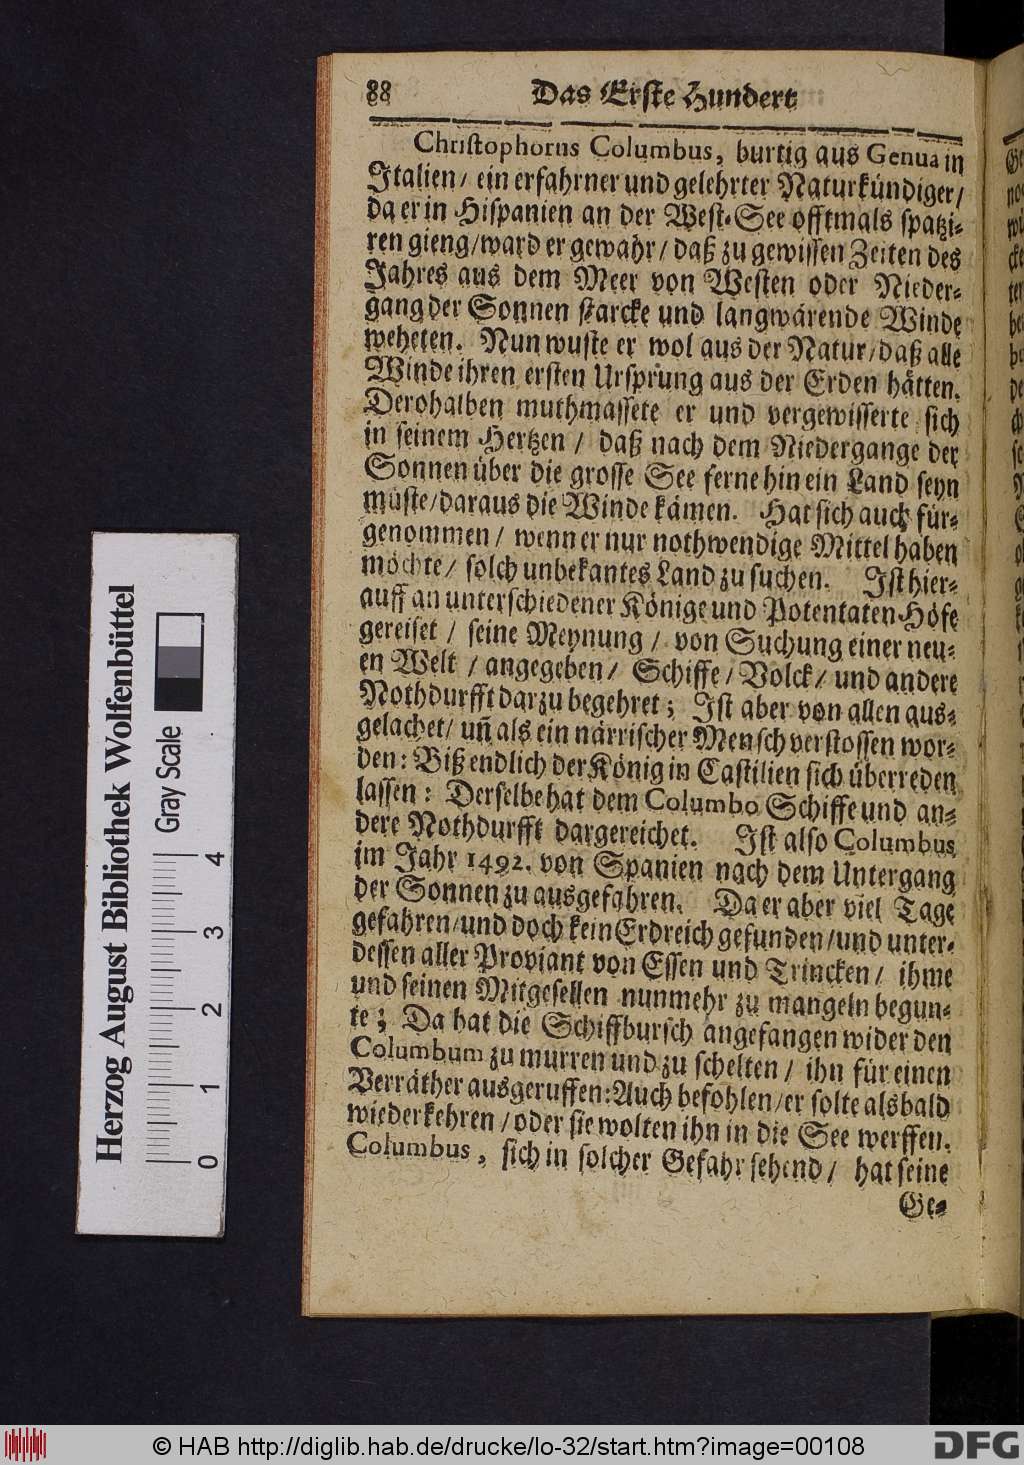 88 Das Erste Hundert
Christophorus Columbus, burtig aus Genua in
Italien/ ein erfahrner und gelehrter Naturkündiger/
da er in Hispanien an der West-See offtmals spatzi-
ren gieng/ ward er gewahr/ daß zu gewissen Zeiten des
Jahres aus dem Meer von Westen oder Nieder-
gang der Sonnen starcke und langwärende Winde
weheten. Nun wuste er wol aus der Natur/ daß alle
Winde ihren ersten Ursprung aus der Erden hätten.
Derohalben muthmassete er und vergewisserte sich
in seinem Hertzen/ daß nach dem Niedergange der
Sonnen über die grosse See ferne hin ein Land seyn
müste/ daraus die Winde kämen. Hat sich auch für-
genommen/ wenn er nur nothwendige Mittel haben
möchte/ solch unbekantes Land zu suchen. Ist hier-
auff an unterschiedener Könige und Potentaten Höfe
gereiset/ seine Meynung/ von Suchung einer neu-
en Welt/ angegeben/ Schiffe/ Volck/ und andere
Nothdurfft darzu begehret; Ist aber von allen aus-
gelachet/ uñ als ein närrischer Mensch verstossen wor-
den: Biß endlich der König in Castilien sich überreden
lassen: Derselbe hat dem Columbo Schiffe und an-
dere Nothdurfft dargereichet. Ist also Columbus
im Jahr 1492. von Spanien nach dem Untergang
der Sonnen zu ausgefahren. Da er aber viel Tage
gefahren/ und doch kein Erdreich gefunden/ und unter-
dessen aller Proviant von Essen und Trincken/ ihme
und seinen Mitgesellen nunmehr zu mangeln begun-
te; Da hat die Schiffbursch angefangen wider den
Columbum zu murren und zu schelten/ ihn für einen
Verräther ausgeruffen: Auch befohlen/ er solte alsbald
wiederkehren/ oder sie wolten ihn in die See werffen.
Columbus, sich in solcher Gefahr sehend/ hat seine
Ge-
Herzog August Bibliothek Wolfenbüttel
Gray Scale
0 1 2 3 4
© HAB http://diglib.hab.de/drucke/lo-32/start.htm?image=00108
DFG